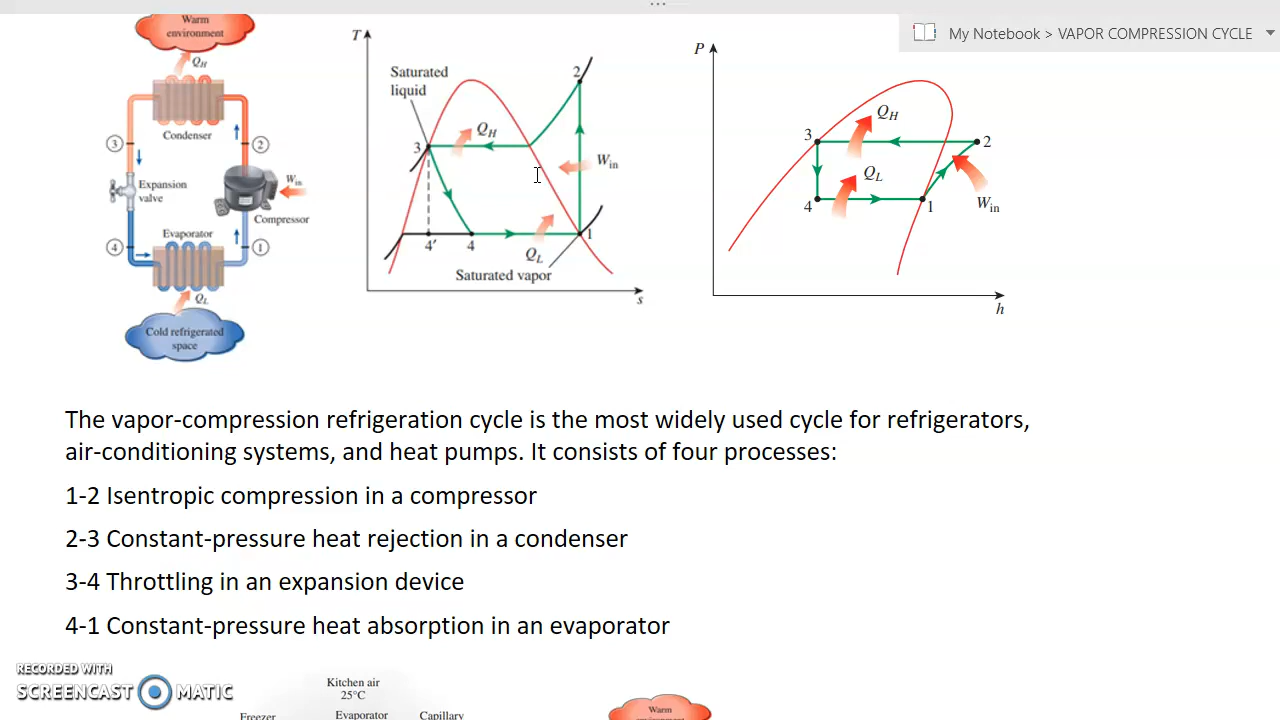 My Notebook > VAPOR COMPRESSION CYCLE
Warm
environment
QH
Condenser
3
2
Expansion
valve
Win
Compressor
Evaporator
4
1
QL
Cold refrigerated
space
T
Saturated
liquid
2
QH
3
Win
4′
4
1
QL
Saturated vapor
s
P
QH
3
2
QL
4
1
Win
h
The vapor-compression refrigeration cycle is the most widely used cycle for refrigerators,
air-conditioning systems, and heat pumps. It consists of four processes:
1-2 Isentropic compression in a compressor
2-3 Constant-pressure heat rejection in a condenser
3-4 Throttling in an expansion device
4-1 Constant-pressure heat absorption in an evaporator
RECORDED WITH
SCREENCAST MATIC
Kitchen air
25°C
Freezer
Evaporator
Capillary
Warm